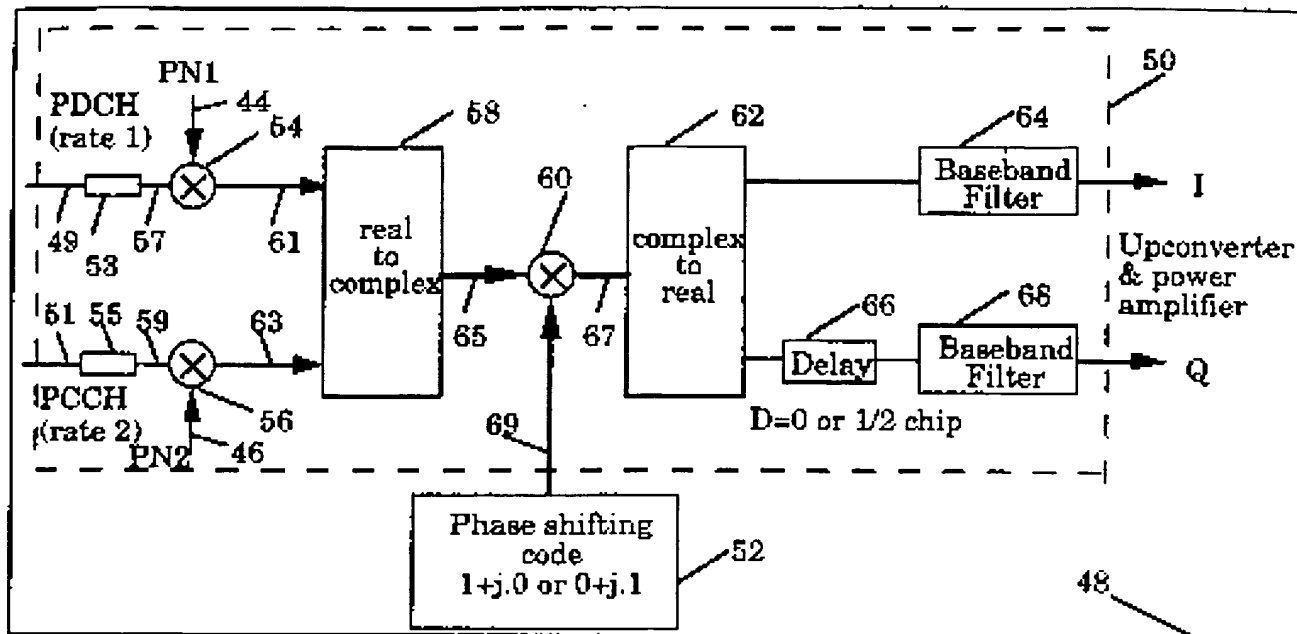 PN1
PDCH
(rate 1)
44
54
58
62
64
50
Baseband
Filter
I
49
53
57
61
real
to
complex
60
complex
to
real
Upconverter
& power
amplifier
51
55
59
63
65
67
66
68
Delay
Baseband
Filter
Q
PCCH
(rate 2)
56
PN2
46
69
D=0 or 1/2 chip
Phase shifting
code
1+j.0 or 0+j.1
52
48